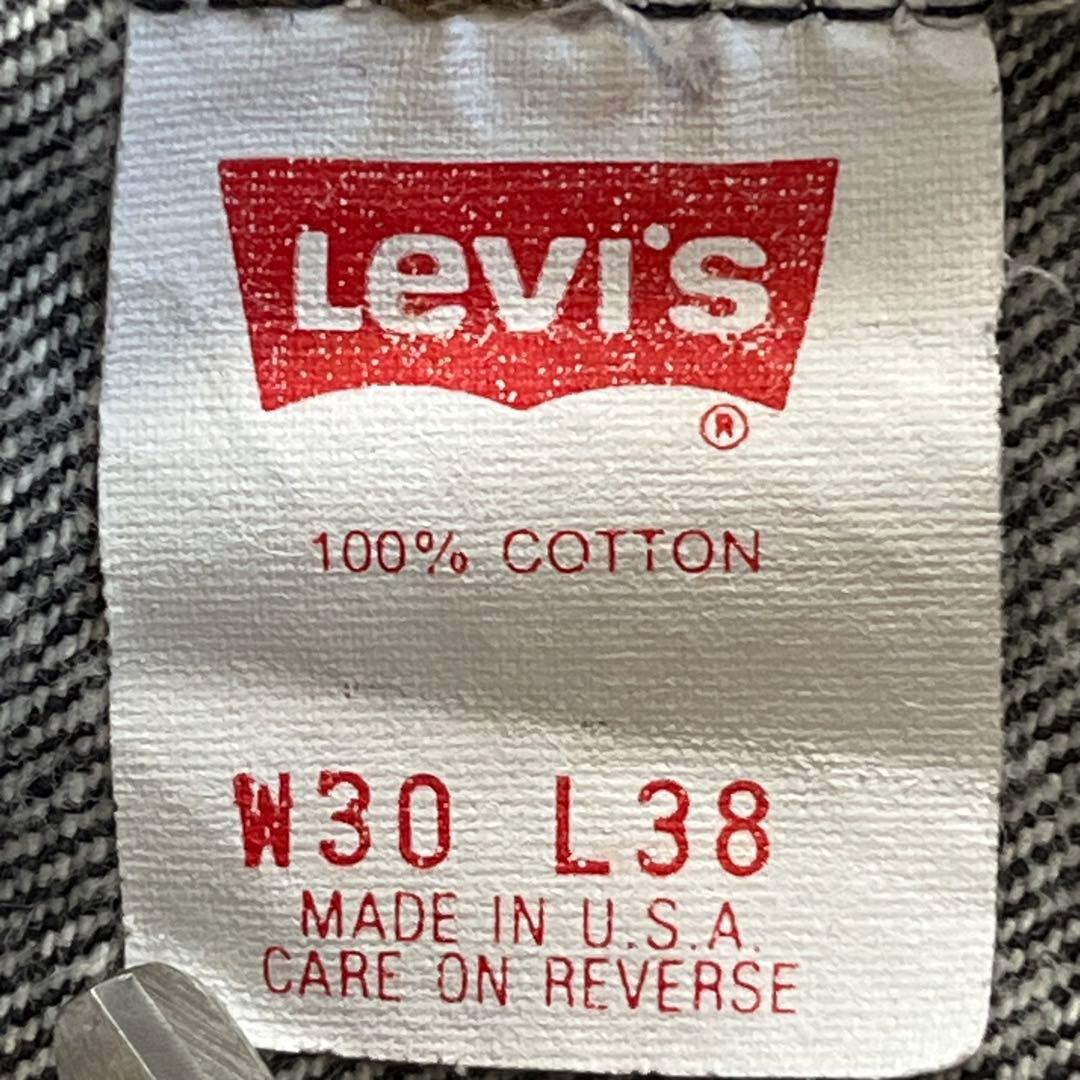 Levi's
®
100% COTTON
W30 L38
MADE IN U.S.A.
CARE ON REVERSE